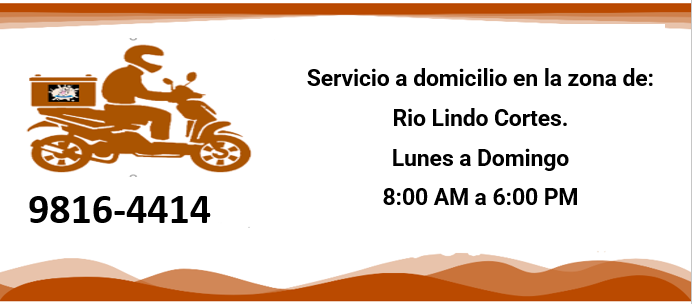 Servicio a domicilio en la zona de:
Rio Lindo Cortes.
Lunes a Domingo
8:00 AM a 6:00 PM
9816-4414